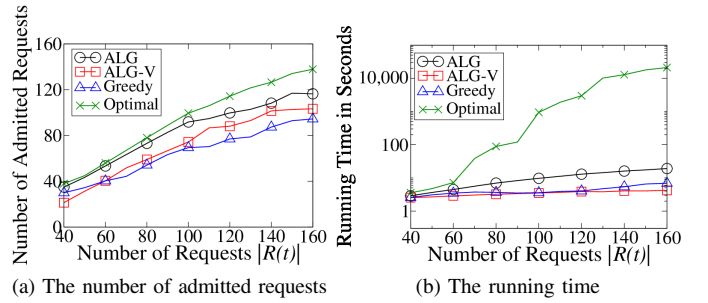 Number of Admitted Requests
160
120
80
40
0
ALG
ALG-V
Greedy
Optimal
40 60 80 100 120 140 160
Number of Requests |R(t)|
(a) The number of admitted requests
Running Time in Seconds
10,000
100
1
ALG
ALG-V
Greedy
Optimal
40 60 80 100 120 140 160
Number of Requests |R(t)|
(b) The running time